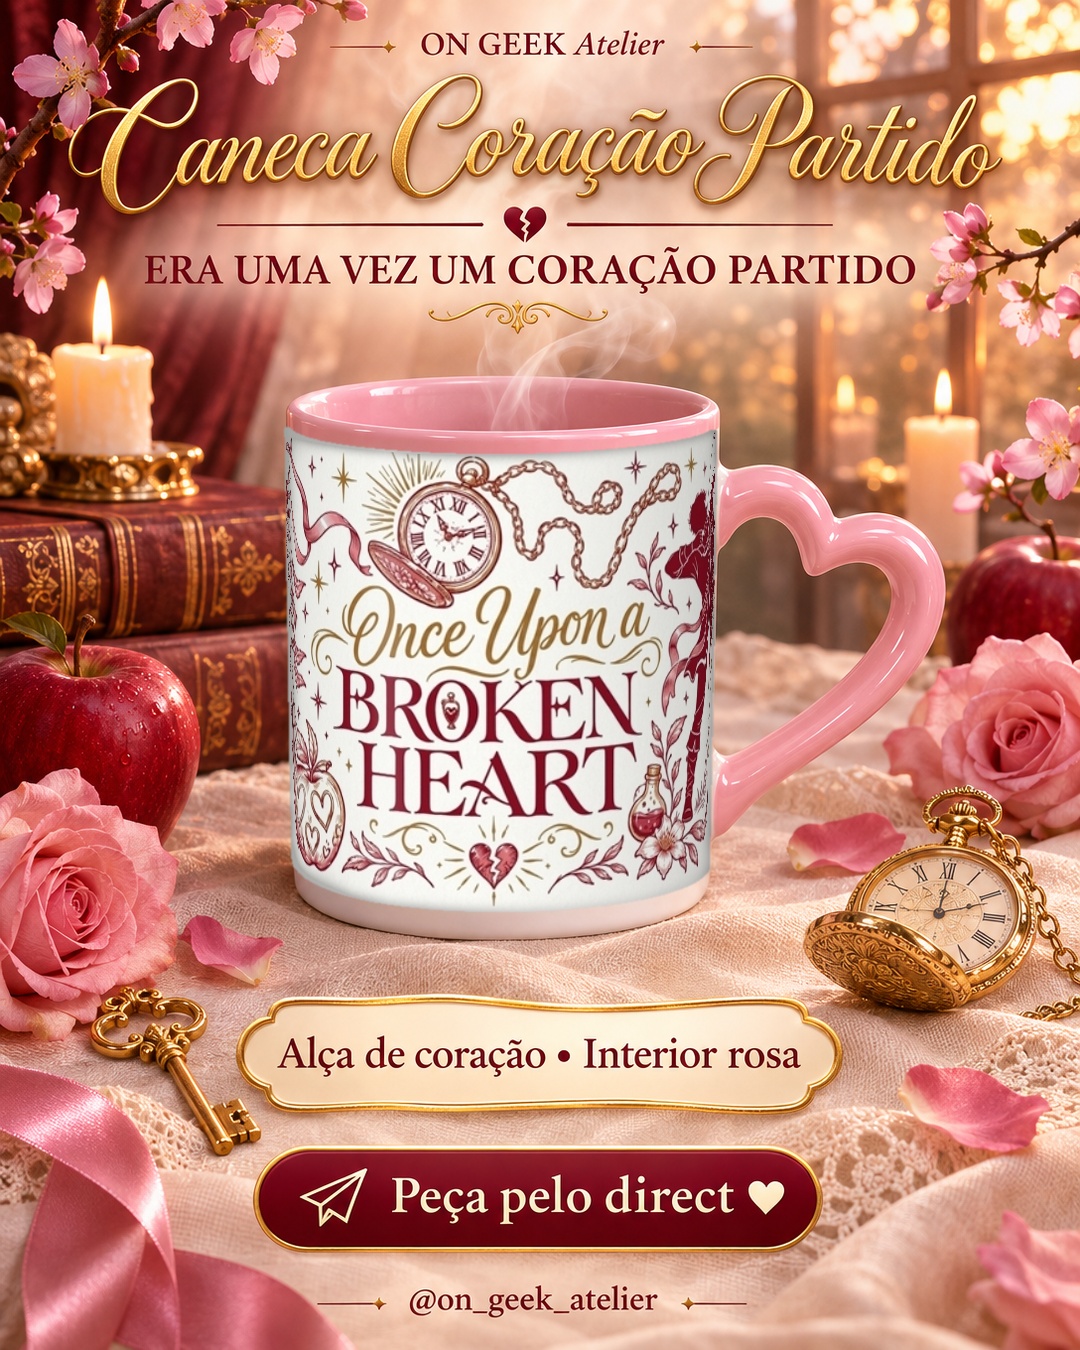 ON GEEK Atelier
Caneca Coração Partido
ERA UMA VEZ UM CORAÇÃO PARTIDO
Once Upon a
BROKEN
HEART
Alça de coração • Interior rosa
Peça pelo direct
@on_geek_atelier